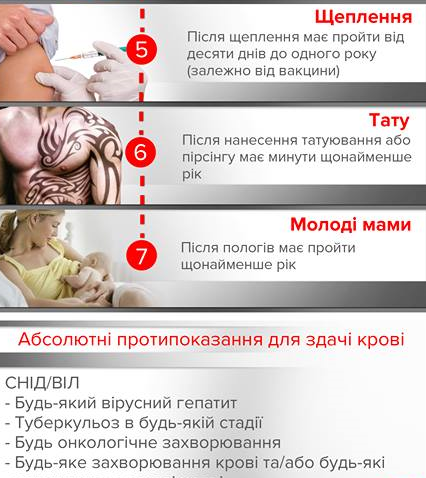 Щеплення
5
Після щеплення має пройти від
десяти днів до одного року
(залежно від вакцини)
Тату
6
Після нанесення татуювання або
пірсінгу має минути щонайменше
рік
Молоді мами
7
Після пологів має пройти
щонайменше рік
Абсолютні протипоказання для здачі крові
СНІД/ВІЛ
- Будь-який вірусний гепатит
- Туберкульоз в будь-якій стадії
- Будь онкологічне захворювання
- Будь-яке захворювання крові та/або будь-які